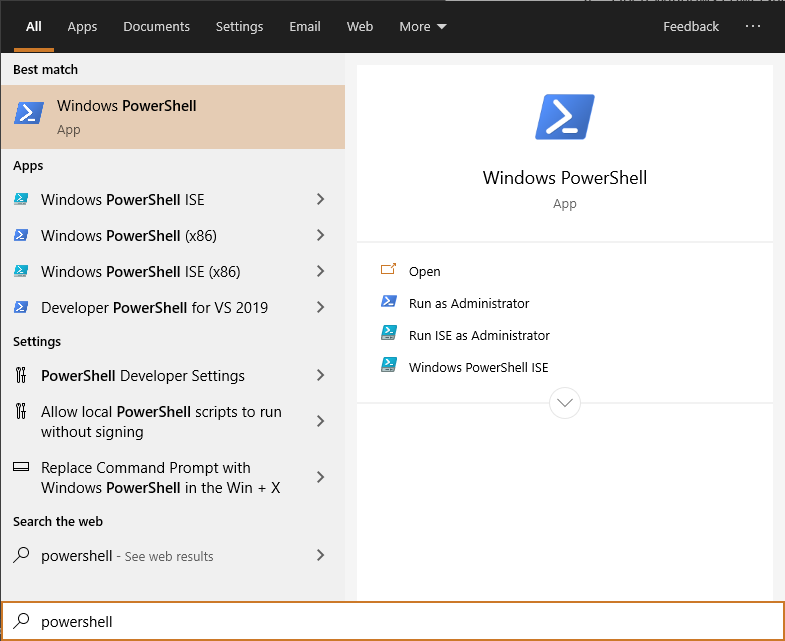 All Apps Documents Settings Email Web More Feedback ...
Best match
Windows PowerShell
App
Apps
Windows PowerShell ISE
Windows PowerShell (x86)
Windows PowerShell ISE (x86)
Developer PowerShell for VS 2019
Settings
PowerShell Developer Settings
Allow local PowerShell scripts to run
without signing
Replace Command Prompt with
Windows PowerShell in the Win + X
Search the web
powershell - See web results
Windows PowerShell
App
Open
Run as Administrator
Run ISE as Administrator
Windows PowerShell ISE
powershell